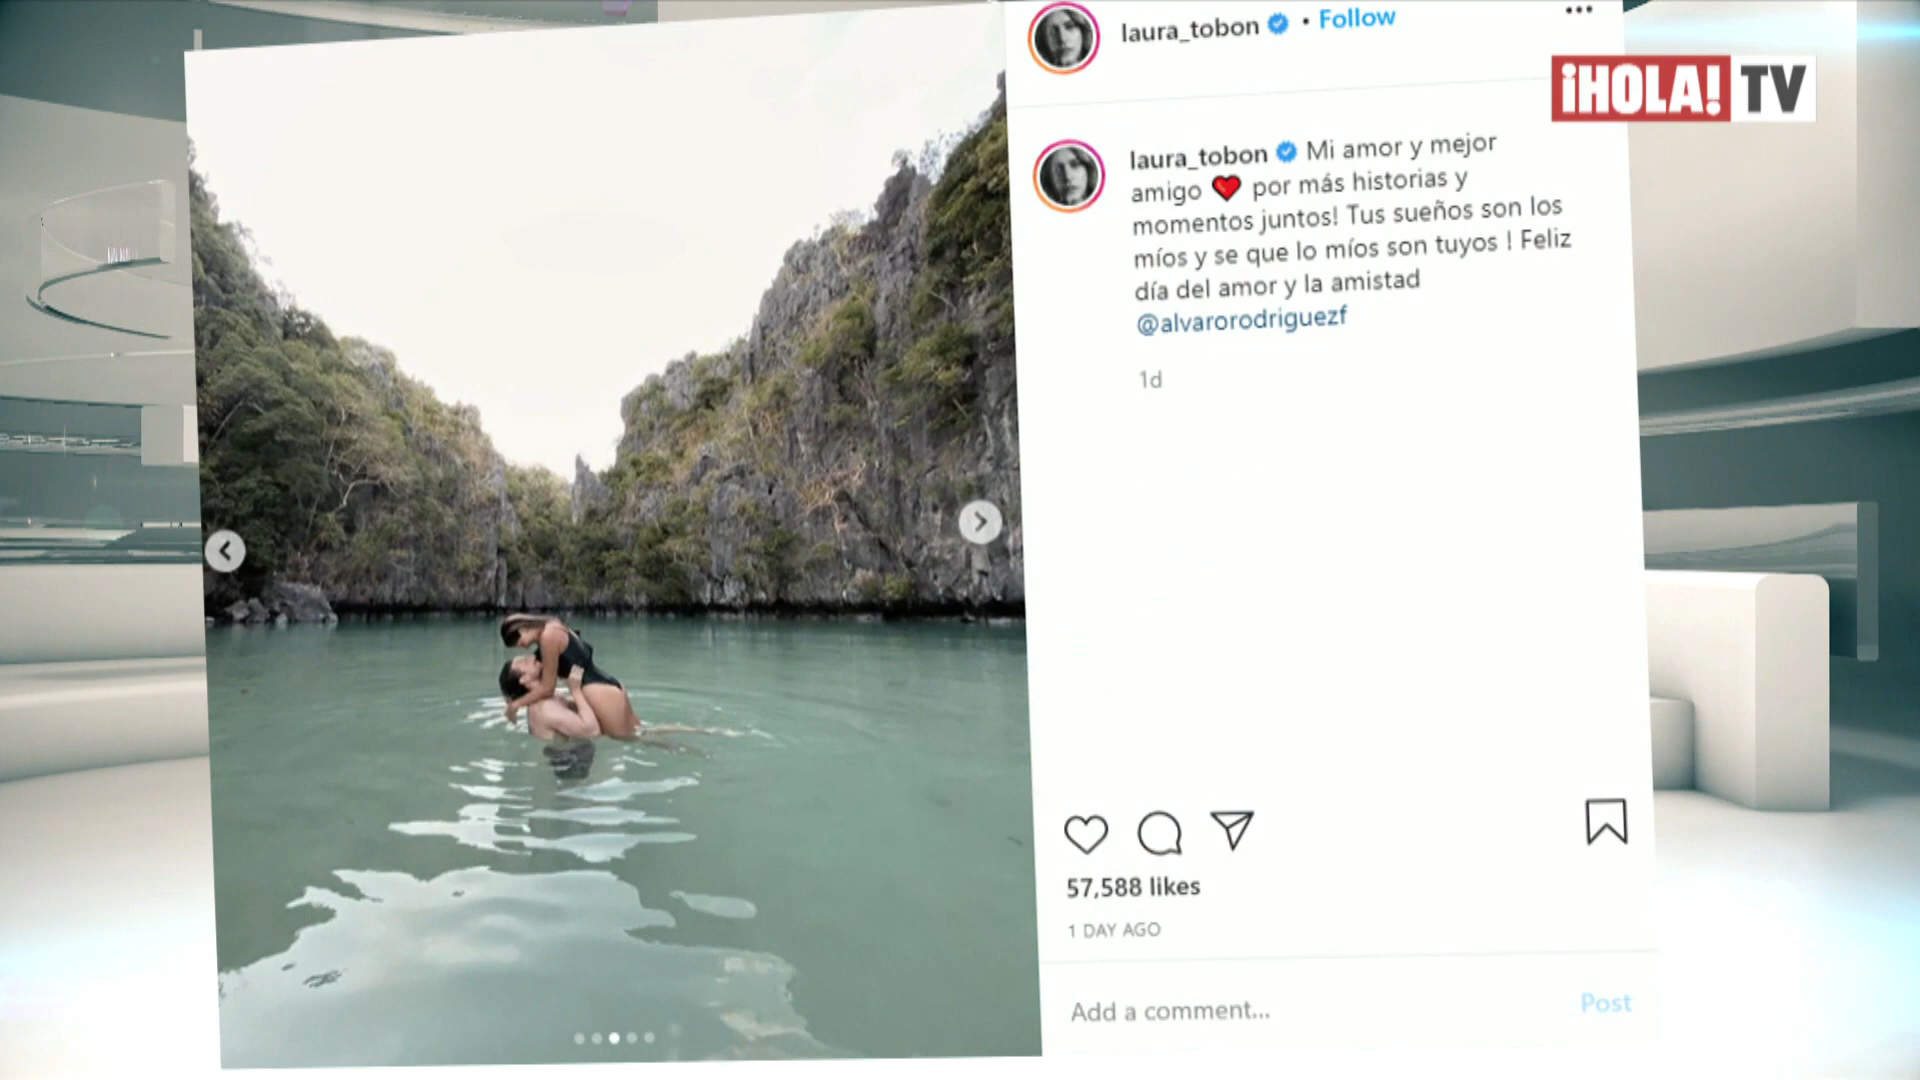 laura_tobon • Follow
¡HOLA! TV
laura_tobon Mi amor y mejor
amigo ❤️ por más historias y
momentos juntos! Tus sueños son los
míos y se que lo míos son tuyos ! Feliz
día del amor y la amistad
@alvarorodriguezf
1d
57,588 likes
1 DAY AGO
Add a comment...
Post